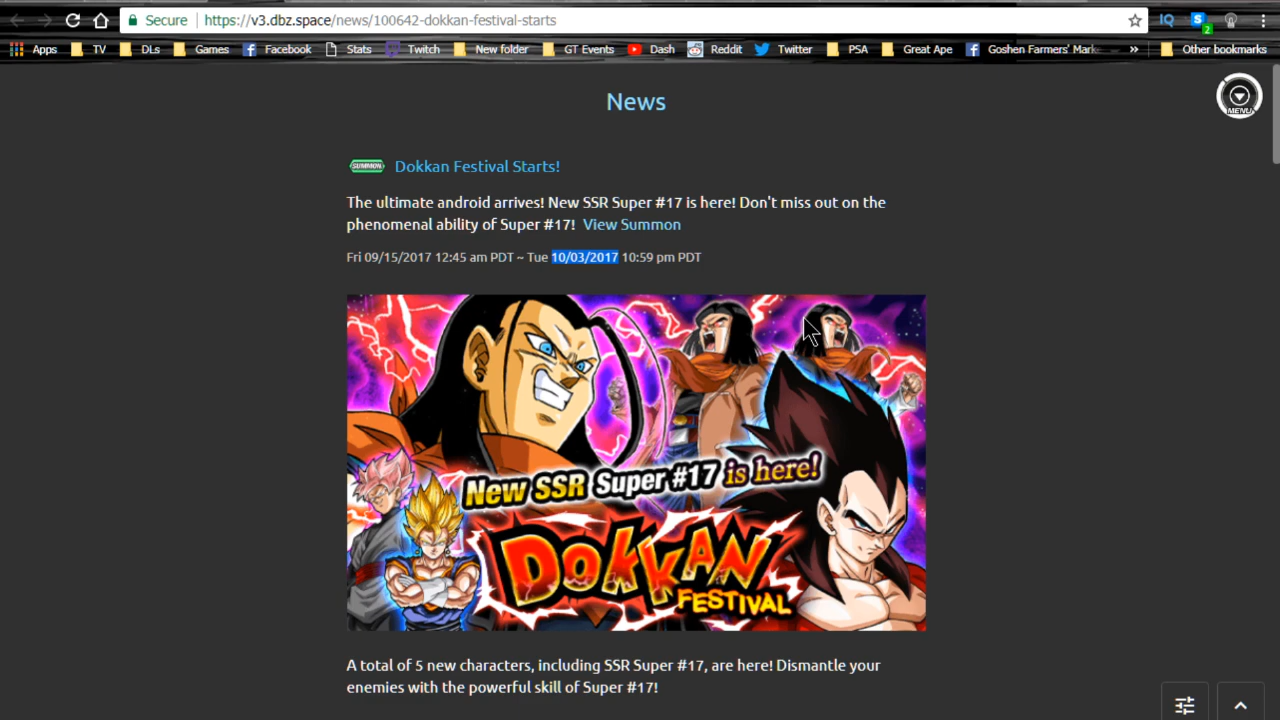 Secure
https://v3.dbz.space/news/100642-dokkan-festival-starts
IQ
S
2
Apps
TV
DLs
Games
Facebook
Stats
Twitch
New folder
GT Events
Dash
Reddit
Twitter
PSA
Great Ape
Goshen Farmers' Mark
»
Other bookmarks
News
MENU
SUMMON
Dokkan Festival Starts!
The ultimate android arrives! New SSR Super #17 is here! Don't miss out on the
phenomenal ability of Super #17! View Summon
Fri 09/15/2017 12:45 am PDT ~ Tue 10/03/2017 10:59 pm PDT
New SSR Super #17 is here!
DOKKAN
FESTIVAL
A total of 5 new characters, including SSR Super #17, are here! Dismantle your
enemies with the powerful skill of Super #17!